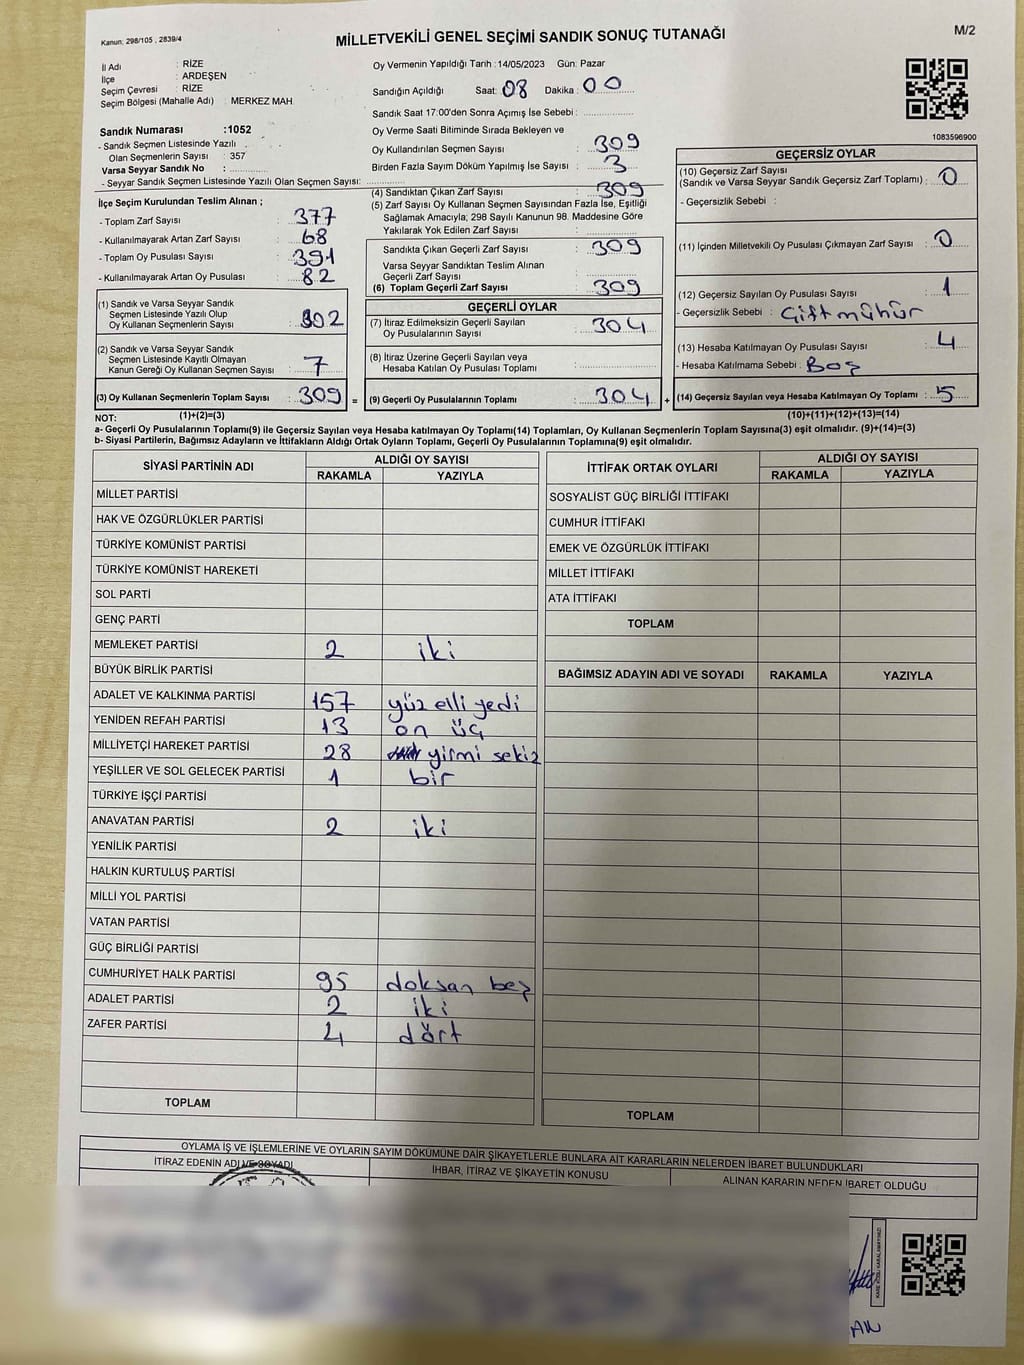 Kanun; 298/105 , 2839/4
MİLLETVEKİLİ GENEL SEÇİMİ SANDIK SONUÇ TUTANAĞI
M/2
İl Adı : RİZE
İlçe : ARDEŞEN
Seçim Çevresi : RİZE
Seçim Bölgesi (Mahalle Adı) : MERKEZ MAH.
Oy Vermenin Yapıldığı Tarih :14/05/2023 Gün: Pazar
Sandığın Açıldığı Saat: 08 Dakika : 00
Sandık Saat 17:00'den Sonra Açımış İse Sebebi :
Sandık Numarası :1052
- Sandık Seçmen Listesinde Yazılı
Olan Seçmenlerin Sayısı : 357
Varsa Seyyar Sandık No :
- Seyyar Sandık Seçmen Listesinde Yazılı Olan Seçmen Sayısı:
Oy Verme Saati Bitiminde Sırada Bekleyen ve
Oy Kullandırılan Seçmen Sayısı : 309
Birden Fazla Sayım Döküm Yapılmış İse Sayısı : 3
1083596900
İlçe Seçim Kurulundan Teslim Alınan ;
- Toplam Zarf Sayısı : 377
- Kullanılmayarak Artan Zarf Sayısı : 68
- Toplam Oy Pusulası Sayısı : 391
- Kullanılmayarak Artan Oy Pusulası : 82
(4) Sandıktan Çıkan Zarf Sayısı : 309
(5) Zarf Sayısı Oy Kullanan Seçmen Sayısından Fazla İse, Eşitliği
Sağlamak Amacıyla; 298 Sayılı Kanunun 98. Maddesine Göre
Yakılarak Yok Edilen Zarf Sayısı :
Sandıkta Çıkan Geçerli Zarf Sayısı : 309
Varsa Seyyar Sandıktan Teslim Alınan
Geçerli Zarf Sayısı :
(6) Toplam Geçerli Zarf Sayısı : 309
GEÇERSİZ OYLAR
(10) Geçersiz Zarf Sayısı
(Sandık ve Varsa Seyyar Sandık Geçersiz Zarf Toplamı) : 0
- Geçersizlik Sebebi :
(11) İçinden Milletvekili Oy Pusulası Çıkmayan Zarf Sayısı : 0
(12) Geçersiz Sayılan Oy Pusulası Sayısı : 1
- Geçersizlik Sebebi : Çift mühür
(13) Hesaba Katılmayan Oy Pusulası Sayısı : 4
- Hesaba Katılmama Sebebi : Boş
(14) Geçersiz Sayılan veya Hesaba Katılmayan Oy Toplamı : 5
(1) Sandık ve Varsa Seyyar Sandık
Seçmen Listesinde Yazılı Olup
Oy Kullanan Seçmenlerin Sayısı : 302
(2) Sandık ve Varsa Seyyar Sandık
Seçmen Listesinde Kayıtlı Olmayan
Kanun Gereği Oy Kullanan Seçmen Sayısı : 7
(3) Oy Kullanan Seçmenlerin Toplam Sayısı : 309 =
GEÇERLİ OYLAR
(7) İtiraz Edilmeksizin Geçerli Sayılan
Oy Pusulalarının Sayısı : 304
(8) İtiraz Üzerine Geçerli Sayılan veya
Hesaba Katılan Oy Pusulası Toplamı :
(9) Geçerli Oy Pusulalarının Toplamı : 304 +
NOT: (1)+(2)=(3)
(10)+(11)+(12)+(13)=(14)
a- Geçerli Oy Pusulalarının Toplamı(9) ile Geçersiz Sayılan veya Hesaba katılmayan Oy Toplamı(14) Toplamları, Oy Kullanan Seçmenlerin Toplam Sayısına(3) eşit olmalıdır. (9)+(14)=(3)
b- Siyasi Partilerin, Bağımsız Adayların ve İttifakların Aldığı Ortak Oyların Toplamı, Geçerli Oy Pusulalarının Toplamına(9) eşit olmalıdır.
SİYASİ PARTİNİN ADI ALDIĞI OY SAYISI
RAKAMLA YAZIYLA
MİLLET PARTİSİ
HAK VE ÖZGÜRLÜKLER PARTİSİ
TÜRKİYE KOMÜNİST PARTİSİ
TÜRKİYE KOMÜNİST HAREKETİ
SOL PARTİ
GENÇ PARTİ
MEMLEKET PARTİSİ 2 iki
BÜYÜK BİRLİK PARTİSİ
ADALET VE KALKINMA PARTİSİ 157 yüz elli yedi
YENİDEN REFAH PARTİSİ 13 on üç
MİLLİYETÇİ HAREKET PARTİSİ 28 yirmi sekiz
YEŞİLLER VE SOL GELECEK PARTİSİ 1 bir
TÜRKİYE İŞÇİ PARTİSİ
ANAVATAN PARTİSİ 2 iki
YENİLİK PARTİSİ
HALKIN KURTULUŞ PARTİSİ
MİLLİ YOL PARTİSİ
VATAN PARTİSİ
GÜÇ BİRLİĞİ PARTİSİ
CUMHURİYET HALK PARTİSİ 95 doksan beş
ADALET PARTİSİ 2 iki
ZAFER PARTİSİ 4 dört
TOPLAM
İTTİFAK ORTAK OYLARI ALDIĞI OY SAYISI
RAKAMLA YAZIYLA
SOSYALİST GÜÇ BİRLİĞİ İTTİFAKI
CUMHUR İTTİFAKI
EMEK VE ÖZGÜRLÜK İTTİFAKI
MİLLET İTTİFAKI
ATA İTTİFAKI
TOPLAM
BAĞIMSIZ ADAYIN ADI VE SOYADI RAKAMLA YAZIYLA
TOPLAM
OYLAMA İŞ VE İŞLEMLERİNE VE OYLARIN SAYIM DÖKÜMÜNE DAİR ŞİKAYETLERLE BUNLARA AİT KARARLARIN NELERDEN İBARET BULUNDUKLARI
İTİRAZ EDENİN ADI VE SOYADI İHBAR, İTİRAZ VE ŞİKAYETİN KONUSU ALINAN KARARIN NEDEN İBARET OLDUĞU